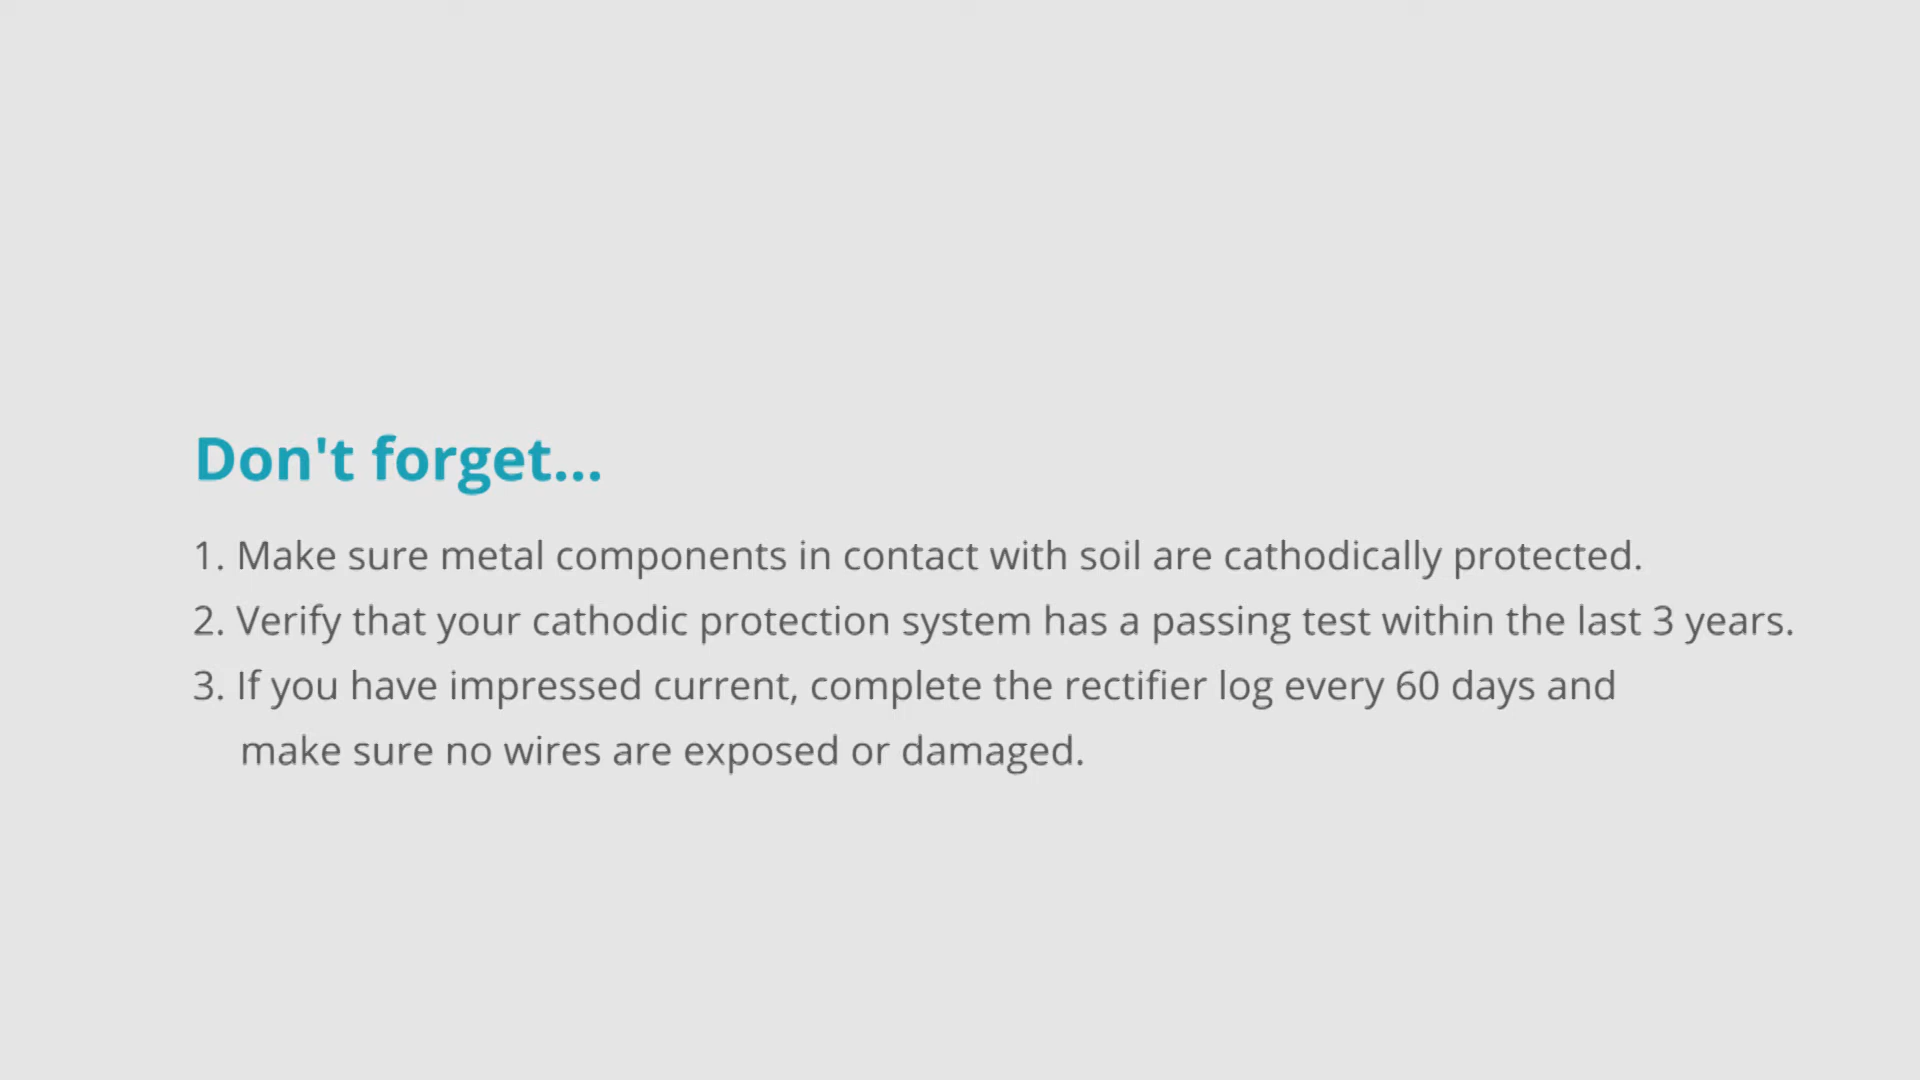 Don't forget...
1. Make sure metal components in contact with soil are cathodically protected.
2. Verify that your cathodic protection system has a passing test within the last 3 years.
3. If you have impressed current, complete the rectifier log every 60 days and
make sure no wires are exposed or damaged.